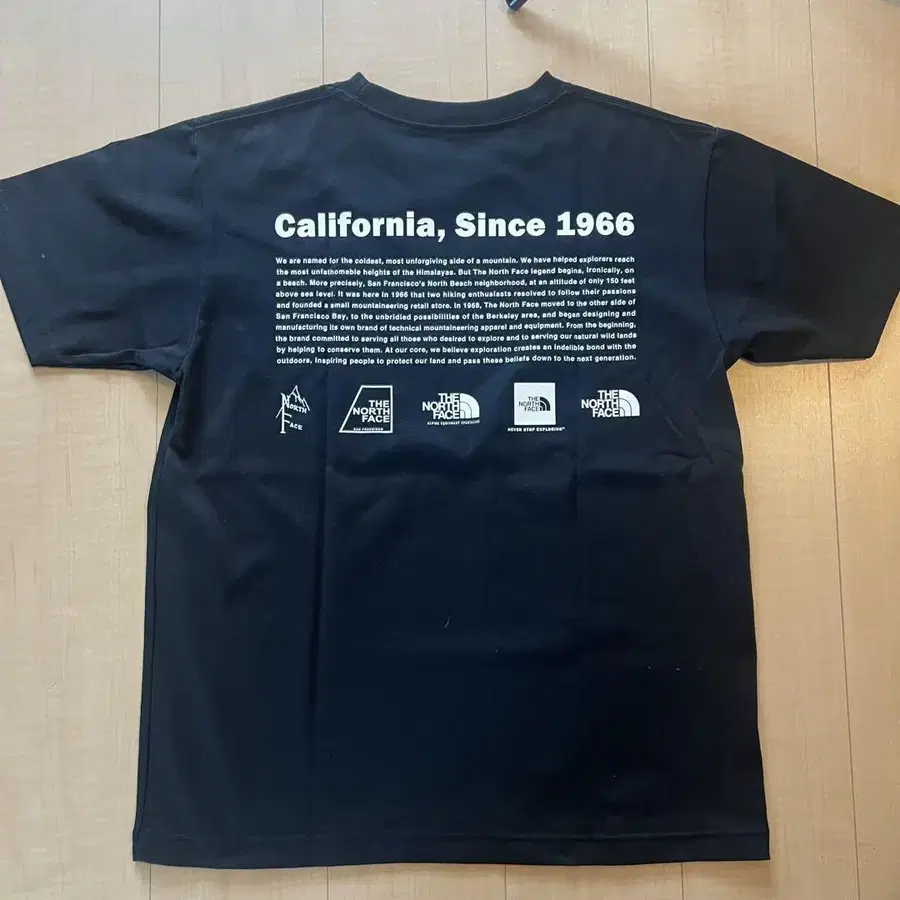 California, Since 1966
We are named for the coldest, most unforgiving side of a mountain. We have helped explorers reach
the most unfathomable heights of the Himalayas. But The North Face legend begins, ironically, on
a beach. More precisely, San Francisco's North Beach neighborhood, at an altitude of only 150 feet
above sea level. It was here in 1966 that two hiking enthusiasts resolved to follow their passions
and founded a small mountaineering retail store. In 1968, The North Face moved to the other side of
San Francisco Bay, to the unbridled possibilities of the Berkeley area, and began designing and
manufacturing its own brand of technical mountaineering apparel and equipment. From the beginning,
the brand committed to serving all those who desired to explore and to serving our natural wild lands
by helping to conserve them. At our core, we believe exploration creates an indelible bond with the
outdoors, inspiring people to protect our land and pass these beliefs down to the next generation.
North
Face
THE
NORTH
FACE
SAN FRANCISCO
THE
NORTH
FACE
THE
NORTH
FACE
NEVER STOP EXPLORING™
THE
NORTH
FACE